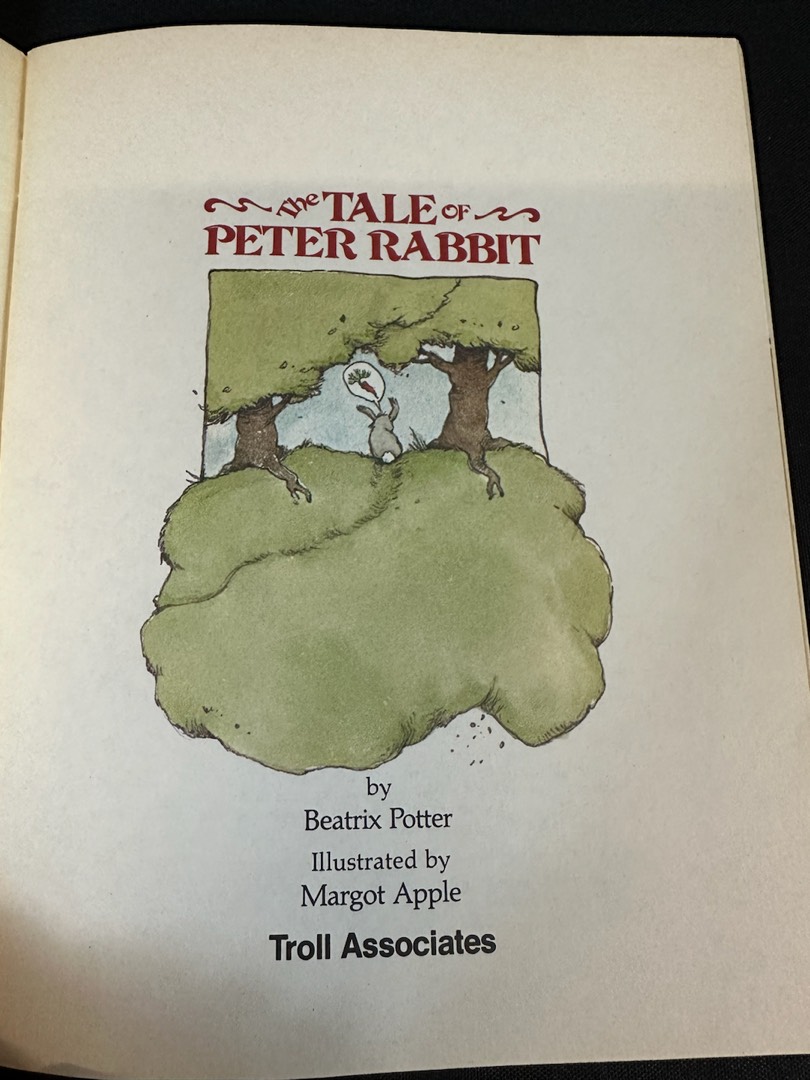 The TALE OF
PETER RABBIT
by
Beatrix Potter
Illustrated by
Margot Apple
Troll Associates